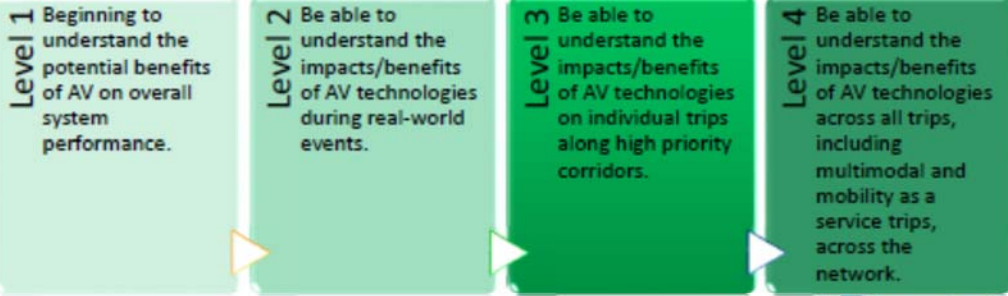 Level 1
Beginning to
understand the
potential benefits
of AV on overall
system
performance.
Level 2
Be able to
understand the
impacts/benefits
of AV technologies
during real-world
events.
Level 3
Be able to
understand the
impacts/benefits
of AV technologies
on individual trips
along high priority
corridors.
Level 4
Be able to
understand the
impacts/benefits
of AV technologies
across all trips,
including
multimodal and
mobility as a
service trips,
across the
network.